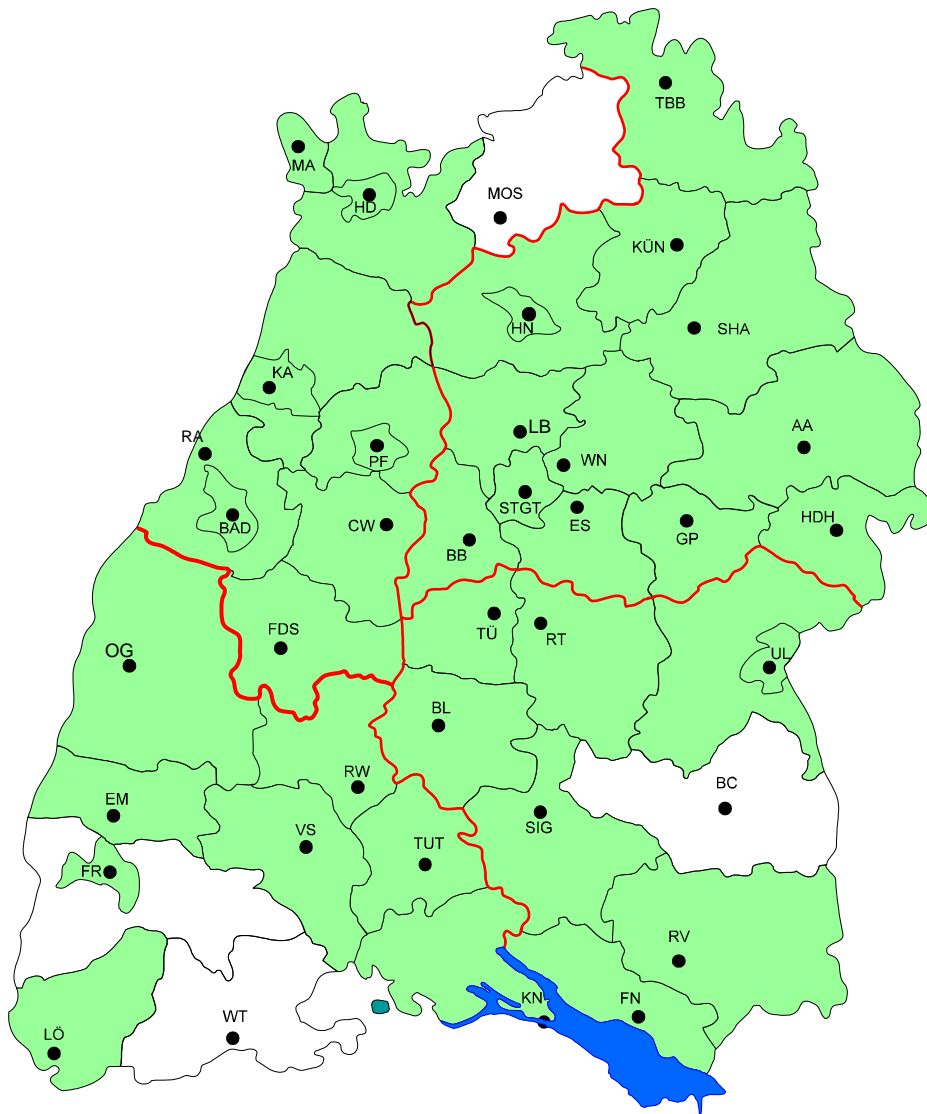 TBB
MA
HD
MOS
KÜN
HN
SHA
KA
LB
AA
RA
PF
WN
BAD
CW
STGT
ES
GP
HDH
BB
TÜ
RT
FDS
OG
UL
BL
RW
BC
EM
VS
SIG
TUT
FR
RV
KN
FN
WT
LÖ